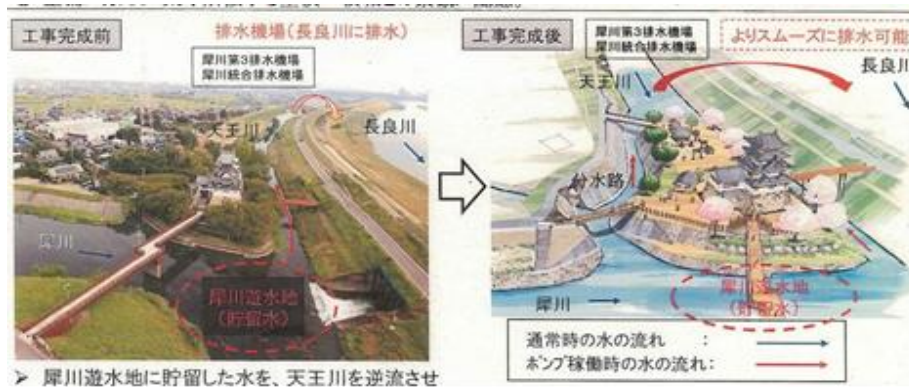 工事完成前
排水機場(長良川に排水)
犀川第3排水機場
犀川統合排水機場
天王川
長良川
犀川
犀川遊水地
(貯留水)
➢ 犀川遊水地に貯留した水を、天王川を逆流させ
工事完成後
犀川第3排水機場
犀川統合排水機場
よりスムーズに排水可能
天王川
長良川
分水路
犀川
犀川遊水地
(貯留水)
通常時の水の流れ :
ポンプ稼働時の水の流れ: